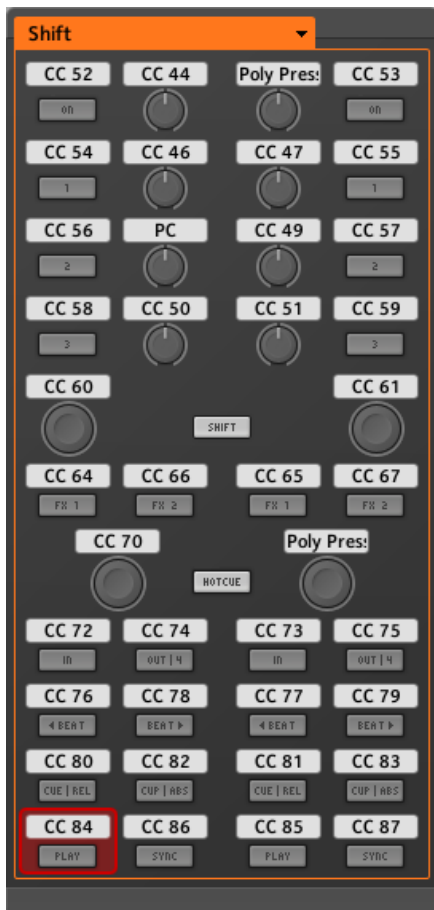 Shift
CC 52 CC 44 Poly Pres: CC 53
ON ON
CC 54 CC 46 CC 47 CC 55
1 1
CC 56 PC CC 49 CC 57
2 2
CC 58 CC 50 CC 51 CC 59
3 3
CC 60 CC 61
SHIFT
CC 64 CC 66 CC 65 CC 67
FX 1 FX 2 FX 1 FX 2
CC 70 Poly Pres:
HOTCUE
CC 72 CC 74 CC 73 CC 75
IN OUT | 4 IN OUT | 4
CC 76 CC 78 CC 77 CC 79
◀ BEAT BEAT ▶ ◀ BEAT BEAT ▶
CC 80 CC 82 CC 81 CC 83
CUE | REL CUP | ABS CUE | REL CUP | ABS
CC 84 CC 86 CC 85 CC 87
PLAY SYNC PLAY SYNC